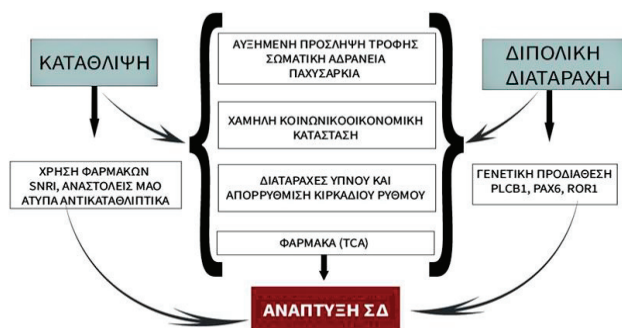 ΚΑΤΑΘΛΙΨΗ
ΧΡΗΣΗ ΦΑΡΜΑΚΩΝ
SNRI, ΑΝΑΣΤΟΛΕΙΣ ΜΑΟ
ΑΤΥΠΑ ΑΝΤΙΚΑΤΑΘΛΙΠΤΙΚΑ
ΑΥΞΗΜΕΝΗ ΠΡΟΣΛΗΨΗ ΤΡΟΦΗΣ
ΣΩΜΑΤΙΚΗ ΑΔΡΑΝΕΙΑ
ΠΑΧΥΣΑΡΚΙΑ
ΧΑΜΗΛΗ ΚΟΙΝΩΝΙΚΟΟΙΚΟΝΟΜΙΚΗ
ΚΑΤΑΣΤΑΣΗ
ΔΙΑΤΑΡΑΧΕΣ ΥΠΝΟΥ ΚΑΙ
ΑΠΟΡΡΥΘΜΙΣΗ ΚΙΡΚΑΔΙΟΥ ΡΥΘΜΟΥ
ΦΑΡΜΑΚΑ (TCA)
ΔΙΠΟΛΙΚΗ
ΔΙΑΤΑΡΑΧΗ
ΓΕΝΕΤΙΚΗ ΠΡΟΔΙΑΘΕΣΗ
PLCB1, PAX6, ROR1
ΑΝΑΠΤΥΞΗ ΣΔ